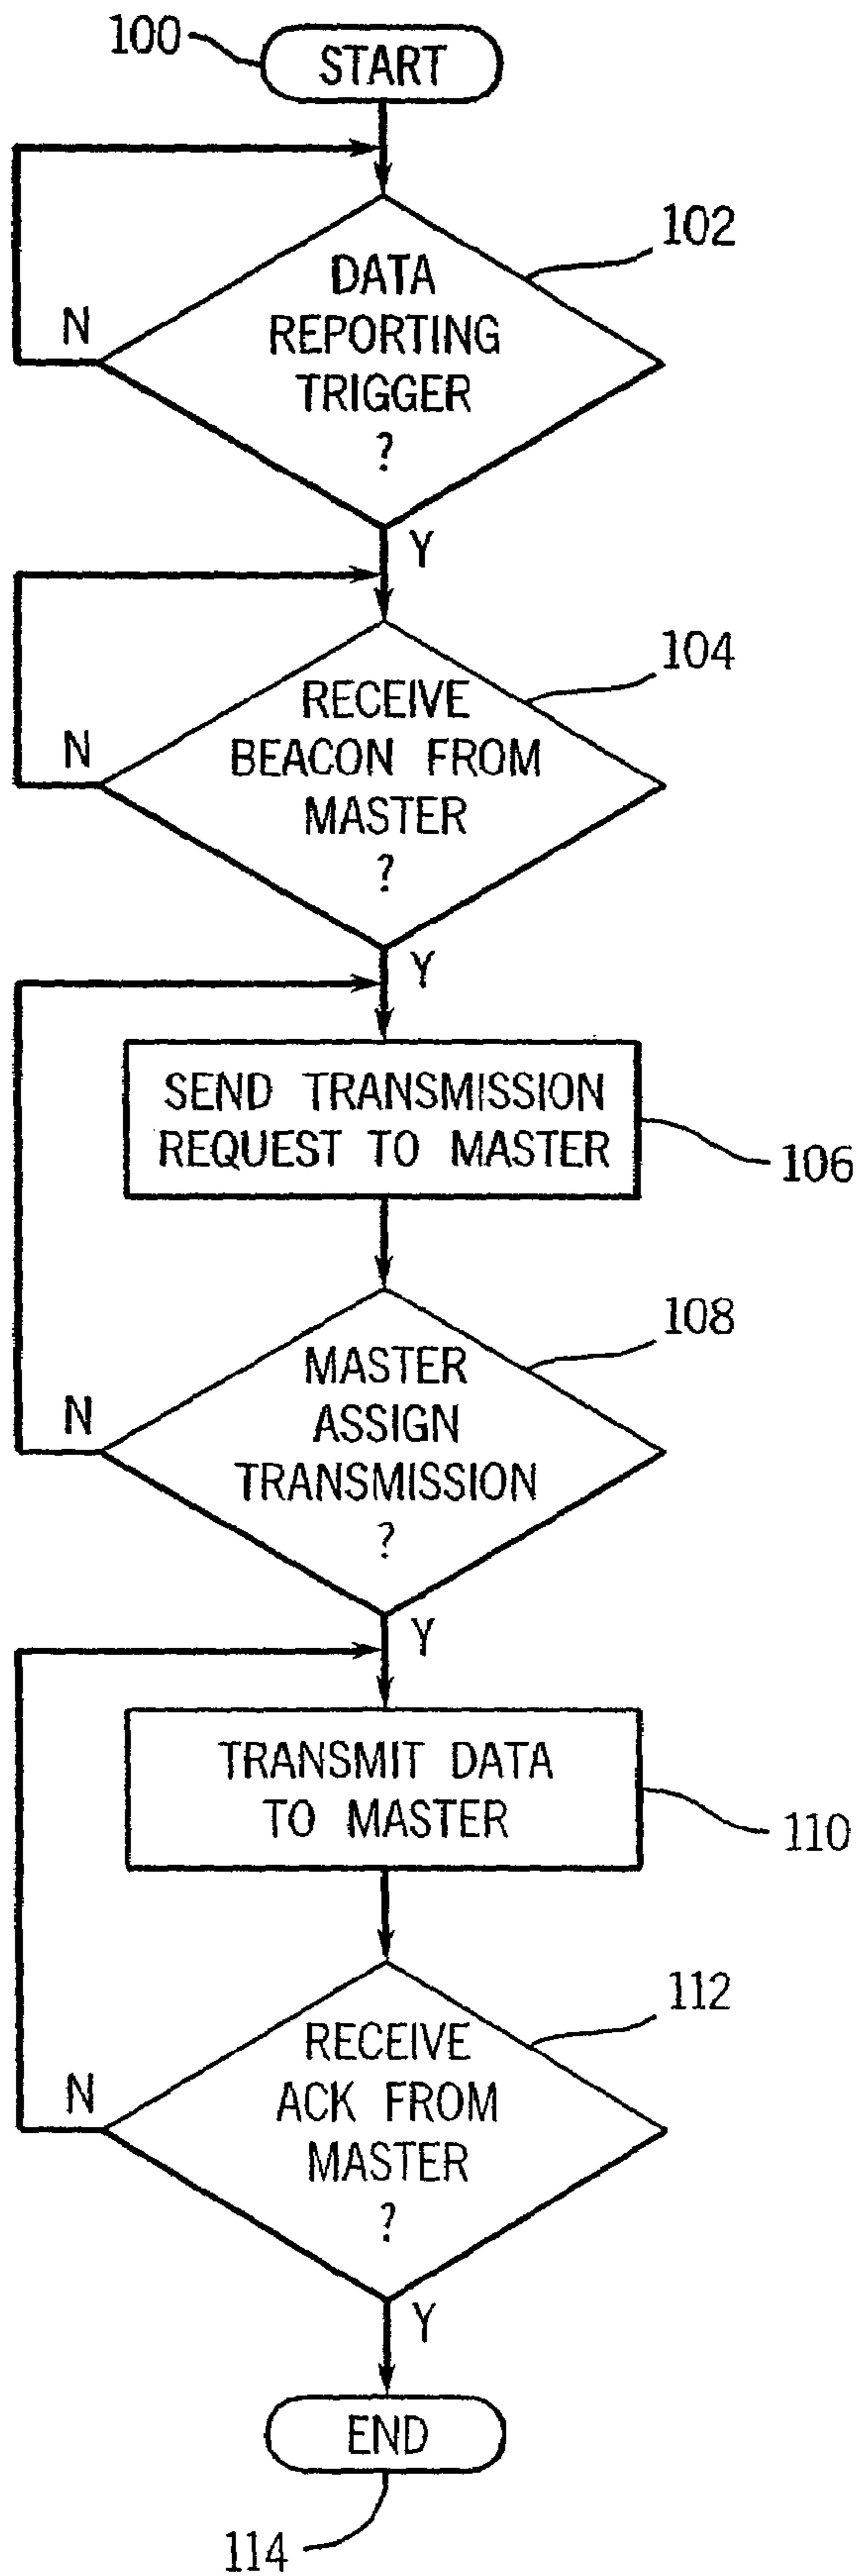 100
START
102
DATA
REPORTING
TRIGGER
?
N
Y
104
RECEIVE
BEACON FROM
MASTER
?
N
Y
SEND TRANSMISSION
REQUEST TO MASTER
106
108
MASTER
ASSIGN
TRANSMISSION
?
N
Y
TRANSMIT DATA
TO MASTER
110
112
RECEIVE
ACK FROM
MASTER
?
N
Y
END
114